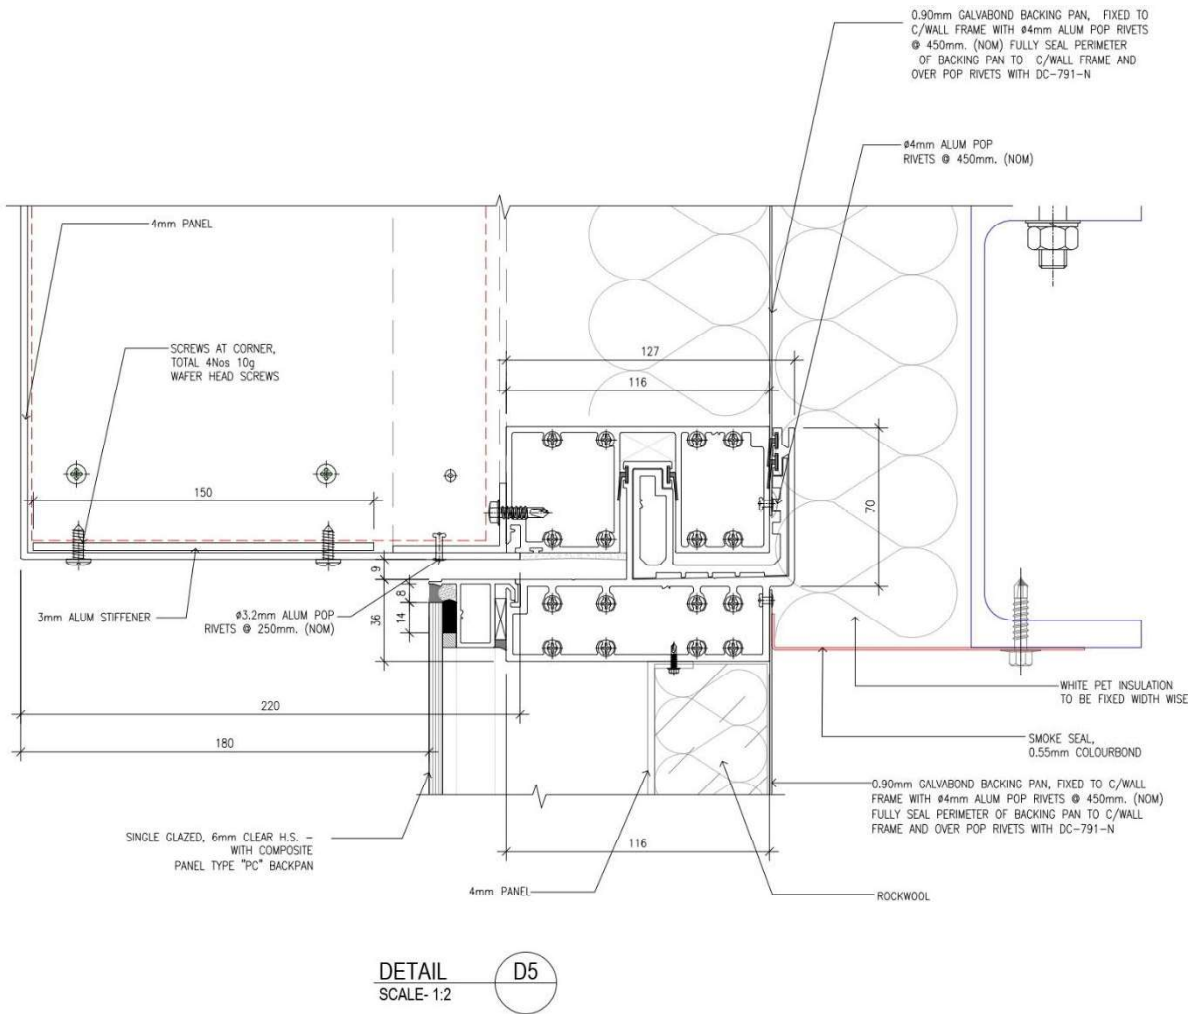 0.90mm GALVABOND BACKING PAN, FIXED TO
C/WALL FRAME WITH ø4mm ALUM POP RIVETS
@ 450mm. (NOM) FULLY SEAL PERIMETER
OF BACKING PAN TO C/WALL FRAME AND
OVER POP RIVETS WITH DC-791-N
ø4mm ALUM POP
RIVETS @ 450mm. (NOM)
4mm PANEL
SCREWS AT CORNER,
TOTAL 4Nos 10g
WAFER HEAD SCREWS
127
116
150
70
9
8
36
14
3mm ALUM STIFFENER
ø3.2mm ALUM POP
RIVETS @ 250mm. (NOM)
220
180
WHITE PET INSULATION
TO BE FIXED WIDTH WISE
SMOKE SEAL,
0.55mm COLOURBOND
0.90mm GALVABOND BACKING PAN, FIXED TO C/WALL
FRAME WITH ø4mm ALUM POP RIVETS @ 450mm. (NOM)
FULLY SEAL PERIMETER OF BACKING PAN TO C/WALL
FRAME AND OVER POP RIVETS WITH DC-791-N
SINGLE GLAZED, 6mm CLEAR H.S. -
WITH COMPOSITE
PANEL TYPE "PC" BACKPAN
116
4mm PANEL
ROCKWOOL
DETAIL D5
SCALE- 1:2